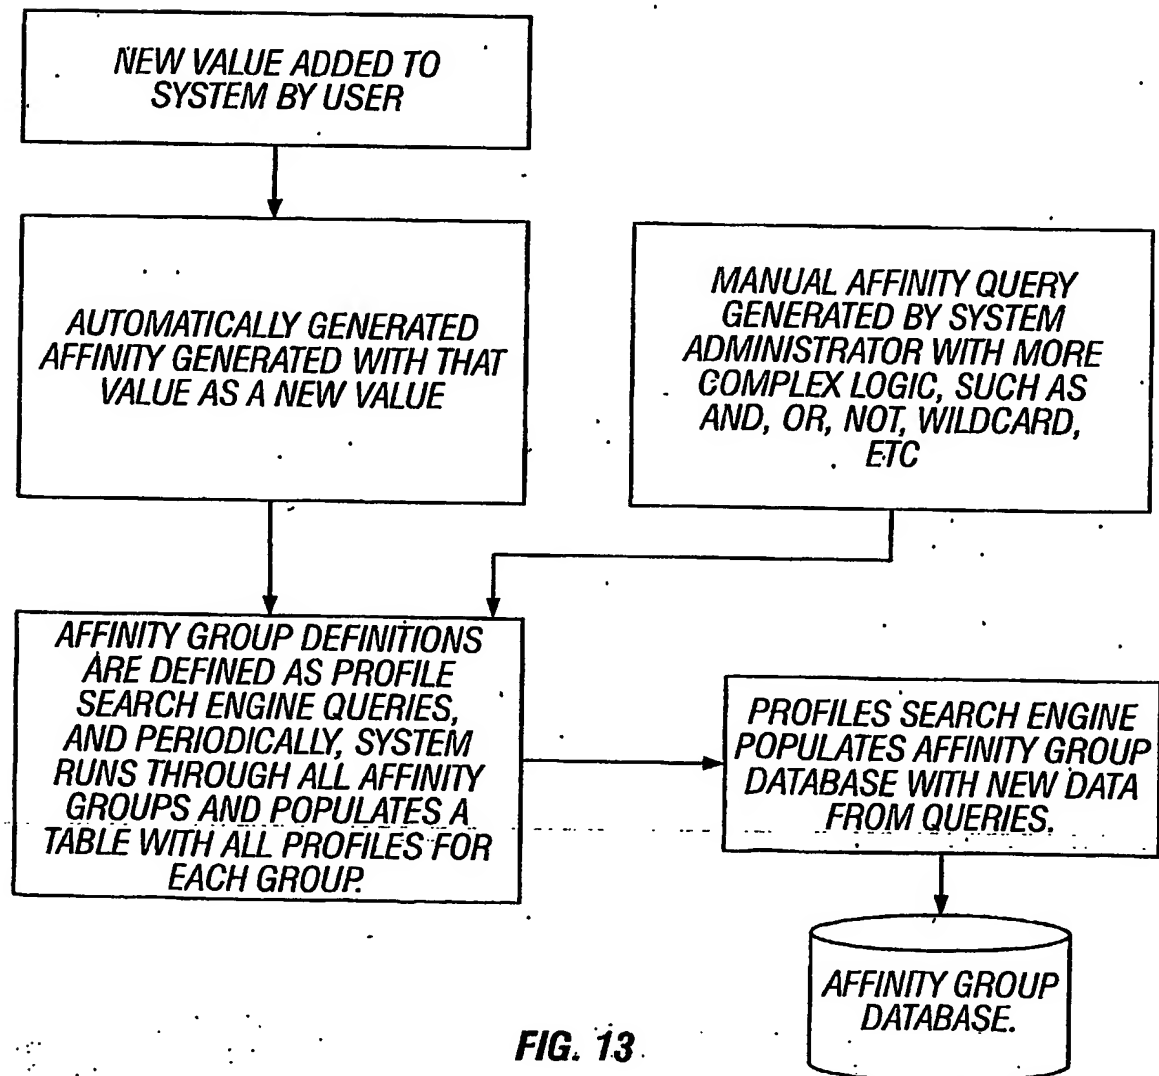 NEW VALUE ADDED TO
SYSTEM BY USER
AUTOMATICALLY GENERATED
AFFINITY GENERATED WITH THAT
VALUE AS A NEW VALUE
MANUAL AFFINITY QUERY
GENERATED BY SYSTEM
ADMINISTRATOR WITH MORE
COMPLEX LOGIC, SUCH AS
AND, OR, NOT, WILDCARD,
ETC
AFFINITY GROUP DEFINITIONS
ARE DEFINED AS PROFILE
SEARCH ENGINE QUERIES,
AND PERIODICALLY, SYSTEM
RUNS THROUGH ALL AFFINITY
GROUPS AND POPULATES A
TABLE WITH ALL PROFILES FOR
EACH GROUP.
PROFILES SEARCH ENGINE
POPULATES AFFINITY GROUP
DATABASE WITH NEW DATA
FROM QUERIES.
AFFINITY GROUP
DATABASE.
FIG. 13